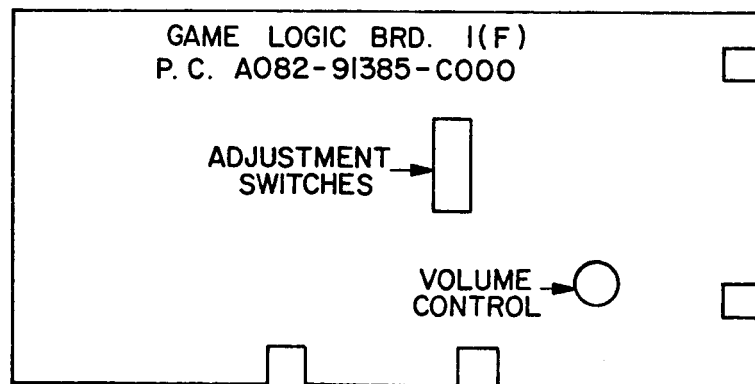 GAME LOGIC BRD. 1(F)
P.C. A082-91385-C000
ADJUSTMENT
SWITCHES
VOLUME
CONTROL